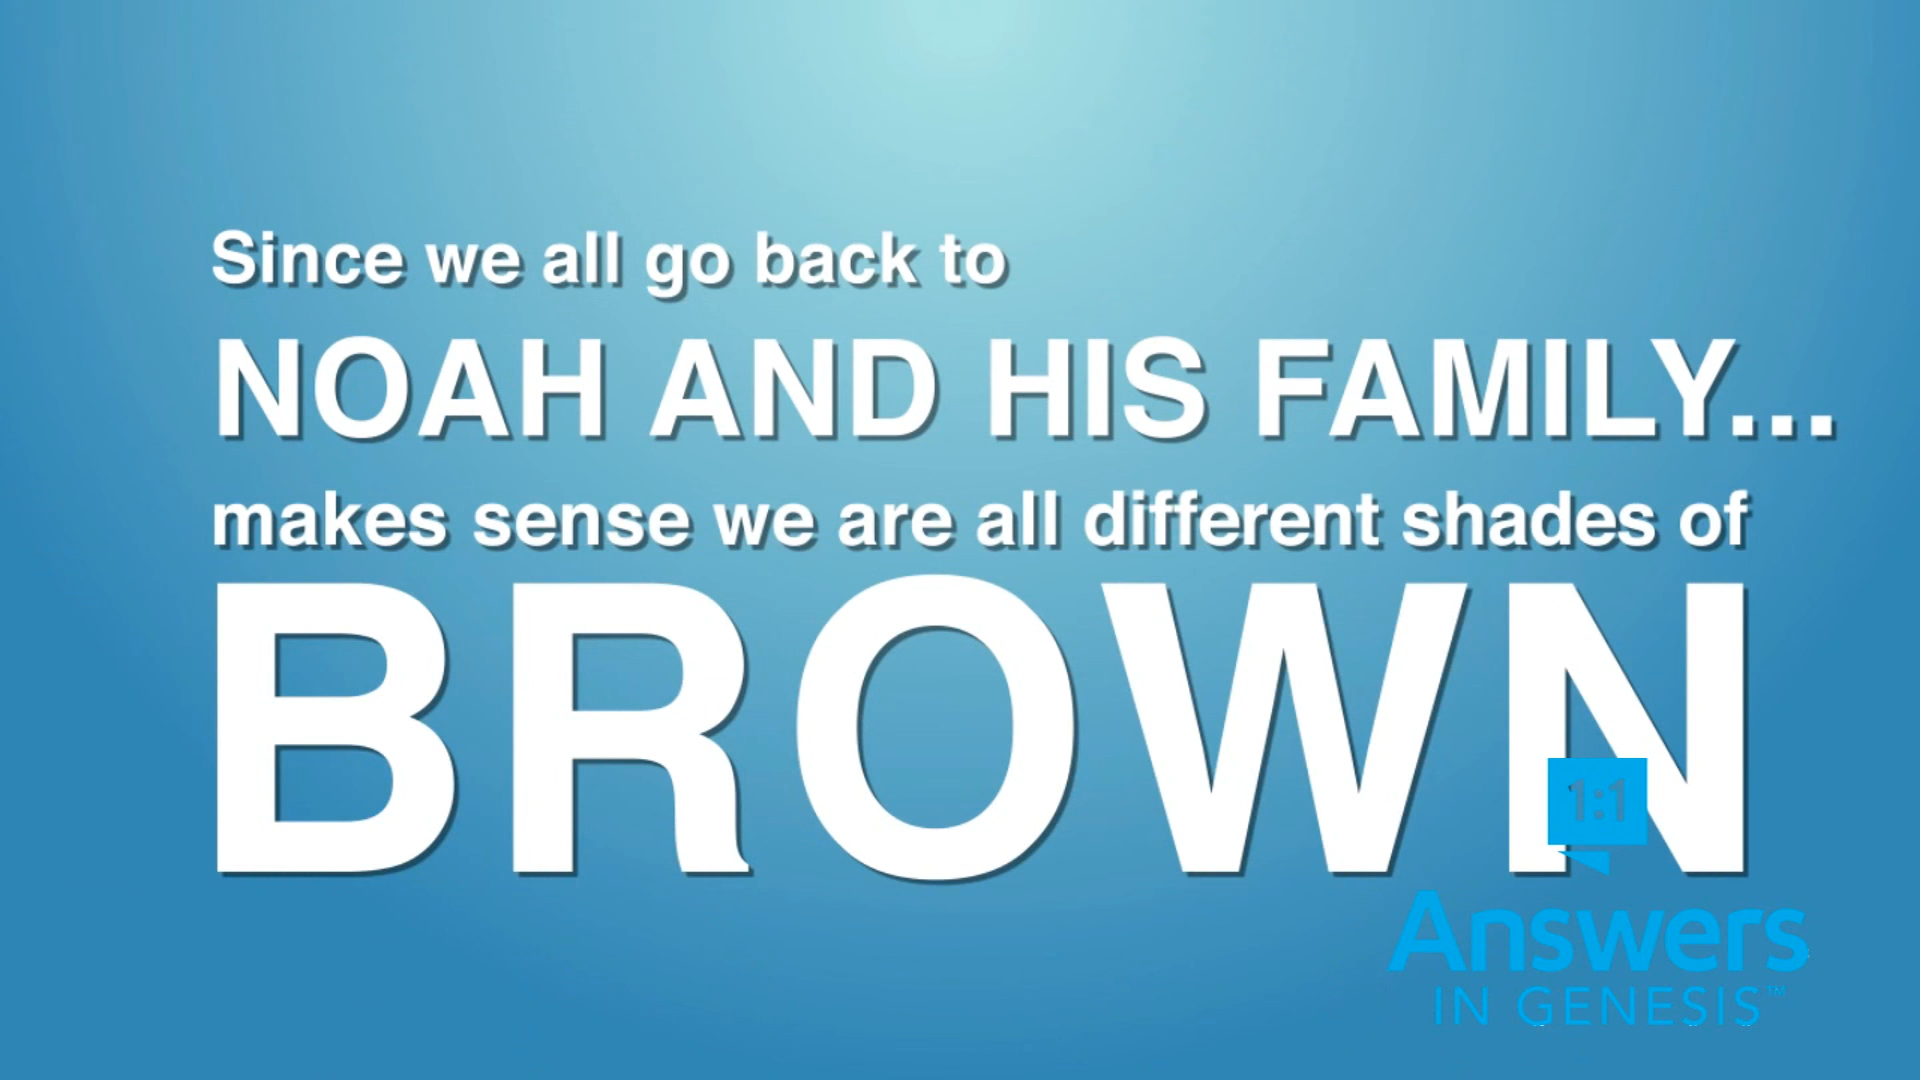 Since we all go back to
NOAH AND HIS FAMILY...
makes sense we are all different shades of
BROWN
1:1
Answers
IN GENESIS™